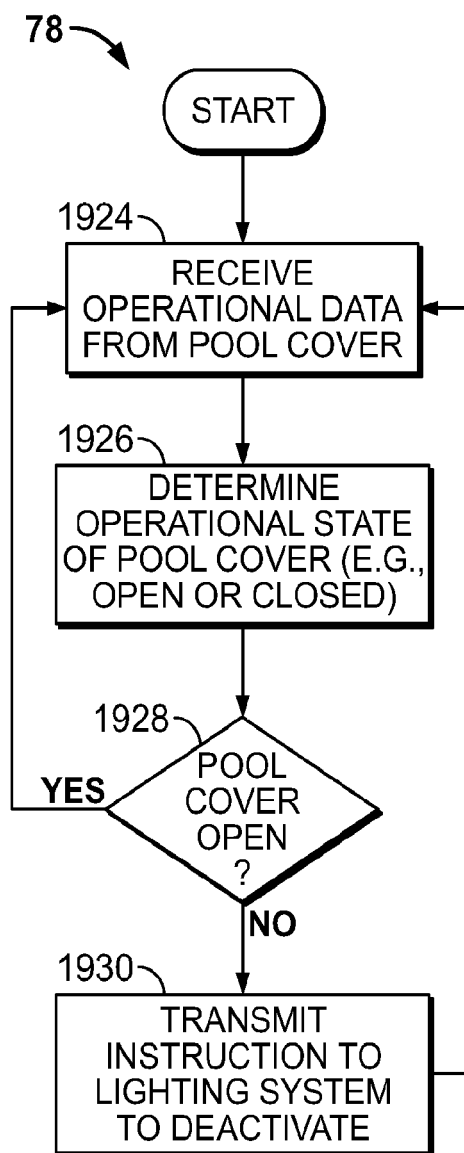 78
START
1924
RECEIVE
OPERATIONAL DATA
FROM POOL COVER
1926
DETERMINE
OPERATIONAL STATE
OF POOL COVER (E.G.,
OPEN OR CLOSED)
1928
YES
POOL
COVER
OPEN
?
NO
1930
TRANSMIT
INSTRUCTION TO
LIGHTING SYSTEM
TO DEACTIVATE